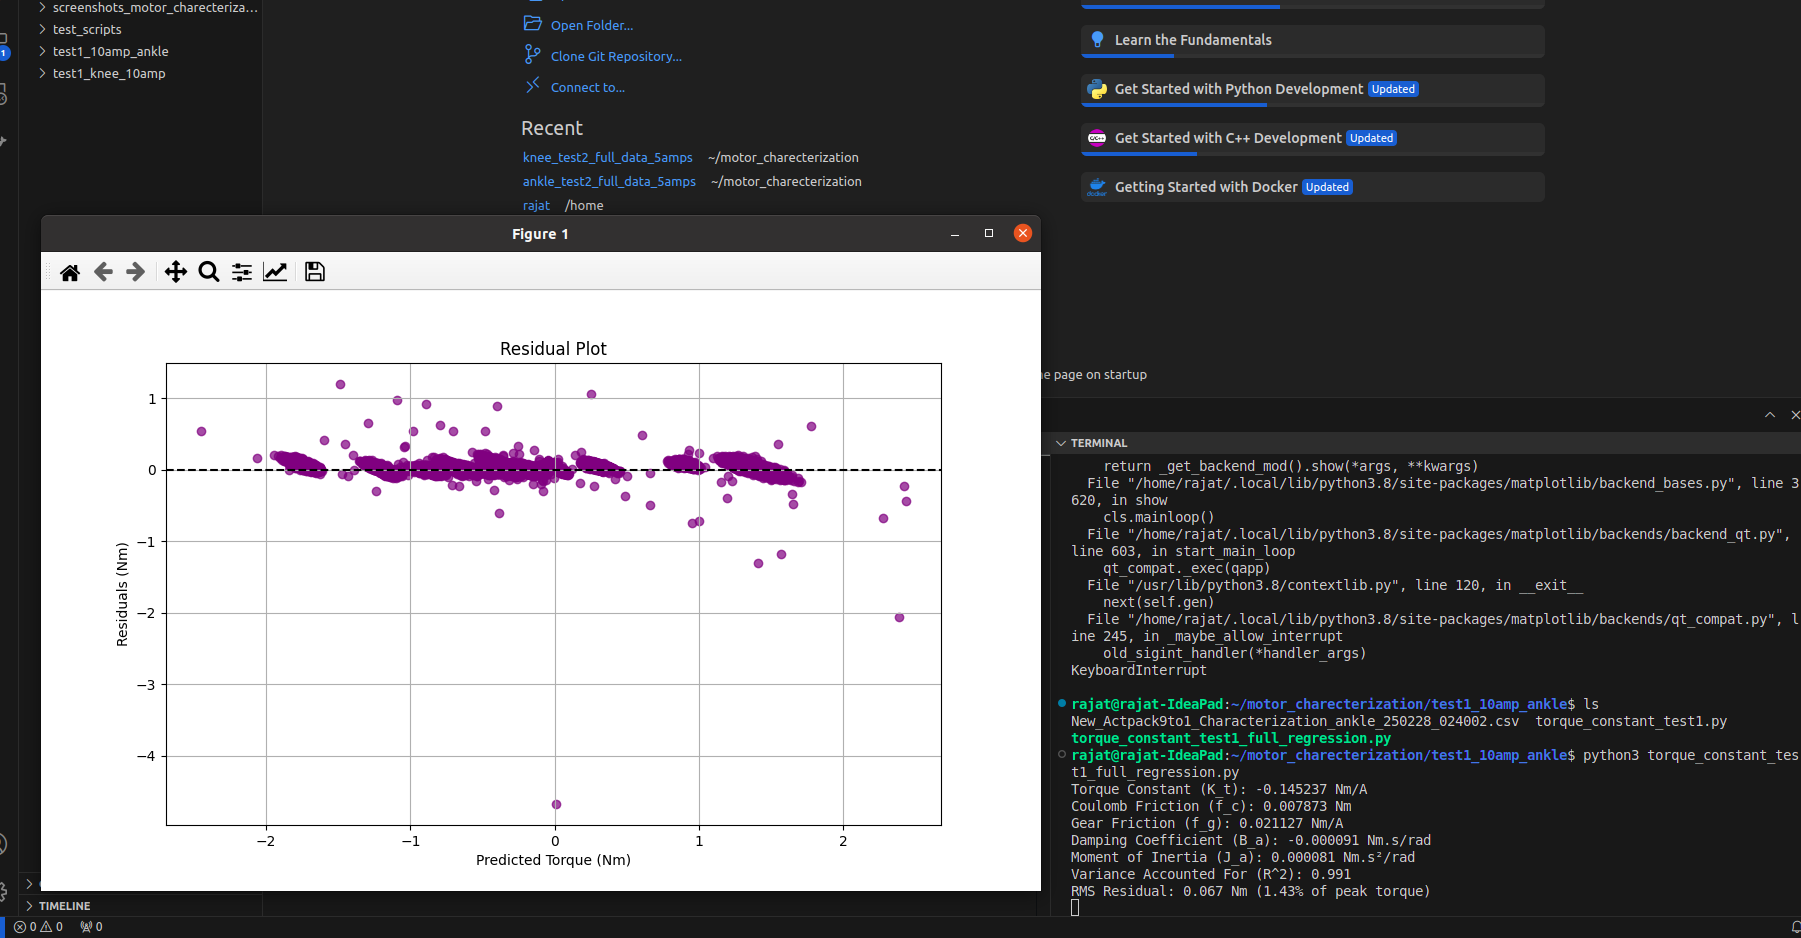 screenshots_motor_charecteriza...
test_scripts
test1_10amp_ankle
test1_knee_10amp
Open Folder...
Clone Git Repository...
Connect to...
Recent
knee_test2_full_data_5amps ~/motor_charecterization
ankle_test2_full_data_5amps ~/motor_charecterization
rajat /home
Learn the Fundamentals
Get Started with Python Development Updated
Get Started with C++ Development Updated
Getting Started with Docker Updated
e page on startup
Figure 1
Residual Plot
1
0
−1
−2
−3
−4
Residuals (Nm)
−2 −1 0 1 2
Predicted Torque (Nm)
TERMINAL
return _get_backend_mod().show(*args, **kwargs)
File "/home/rajat/.local/lib/python3.8/site-packages/matplotlib/backend_bases.py", line 3
620, in show
cls.mainloop()
File "/home/rajat/.local/lib/python3.8/site-packages/matplotlib/backends/backend_qt.py",
line 603, in start_main_loop
qt_compat._exec(qapp)
File "/usr/lib/python3.8/contextlib.py", line 120, in __exit__
next(self.gen)
File "/home/rajat/.local/lib/python3.8/site-packages/matplotlib/backends/qt_compat.py", l
ine 245, in _maybe_allow_interrupt
old_sigint_handler(*handler_args)
KeyboardInterrupt
rajat@rajat-IdeaPad:~/motor_charecterization/test1_10amp_ankle$ ls
New_Actpack9to1_Characterization_ankle_250228_024002.csv torque_constant_test1.py
torque_constant_test1_full_regression.py
rajat@rajat-IdeaPad:~/motor_charecterization/test1_10amp_ankle$ python3 torque_constant_tes
t1_full_regression.py
Torque Constant (K_t): -0.145237 Nm/A
Coulomb Friction (f_c): 0.007873 Nm
Gear Friction (f_g): 0.021127 Nm/A
Damping Coefficient (B_a): -0.000091 Nm.s/rad
Moment of Inertia (J_a): 0.000081 Nm.s²/rad
Variance Accounted For (R^2): 0.991
RMS Residual: 0.067 Nm (1.43% of peak torque)
TIMELINE
0 0 0
1